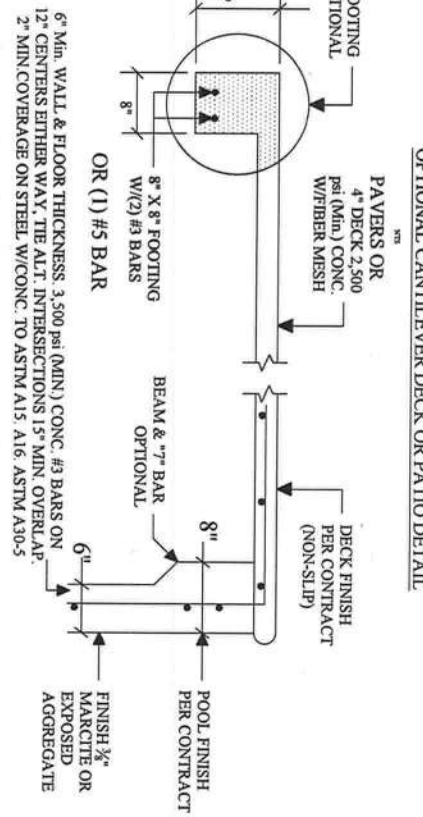 OPTIONAL CANTILEVER DECK OR PATIO DETAIL
NTS
PAVERS OR
4" DECK 2,500
psi (Min.) CONC.
W/FIBER MESH
DECK FINISH
PER CONTRACT
(NON-SLIP)
POOL FINISH
PER CONTRACT
FINISH ⅜"
MARCITE OR
EXPOSED
AGGREGATE
8"
8" X 8" FOOTING
W/(2) #3 BARS
OR (1) #5 BAR
BEAM & "7" BAR
OPTIONAL
8"
6"
6" Min. WALL & FLOOR THICKNESS. 3,500 psi (MIN.) CONC. #3 BARS ON
12" CENTERS EITHER WAY, TIE ALT. INTERSECTIONS 15" MIN. OVERLAP.
2" MIN.COVERAGE ON STEEL W/CONC. TO ASTM A15, A16, ASTM A30-5